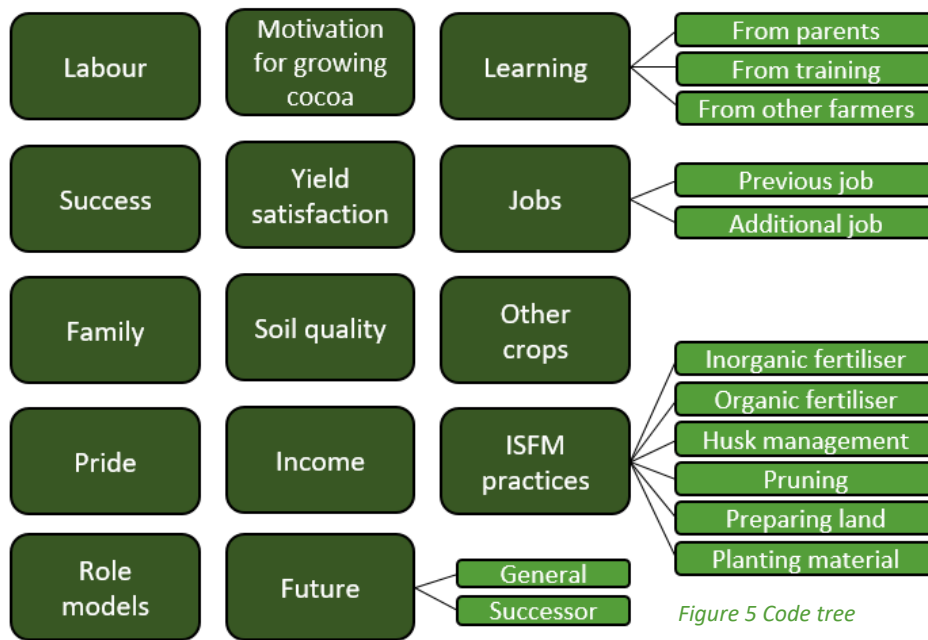 Labour
Motivation
for growing
cocoa
Learning
From parents
From training
From other farmers
Success
Yield
satisfaction
Jobs
Previous job
Additional job
Family
Soil quality
Other
crops
Pride
Income
ISFM
practices
Inorganic fertiliser
Organic fertiliser
Husk management
Pruning
Preparing land
Planting material
Role
models
Future
General
Successor
Figure 5 Code tree